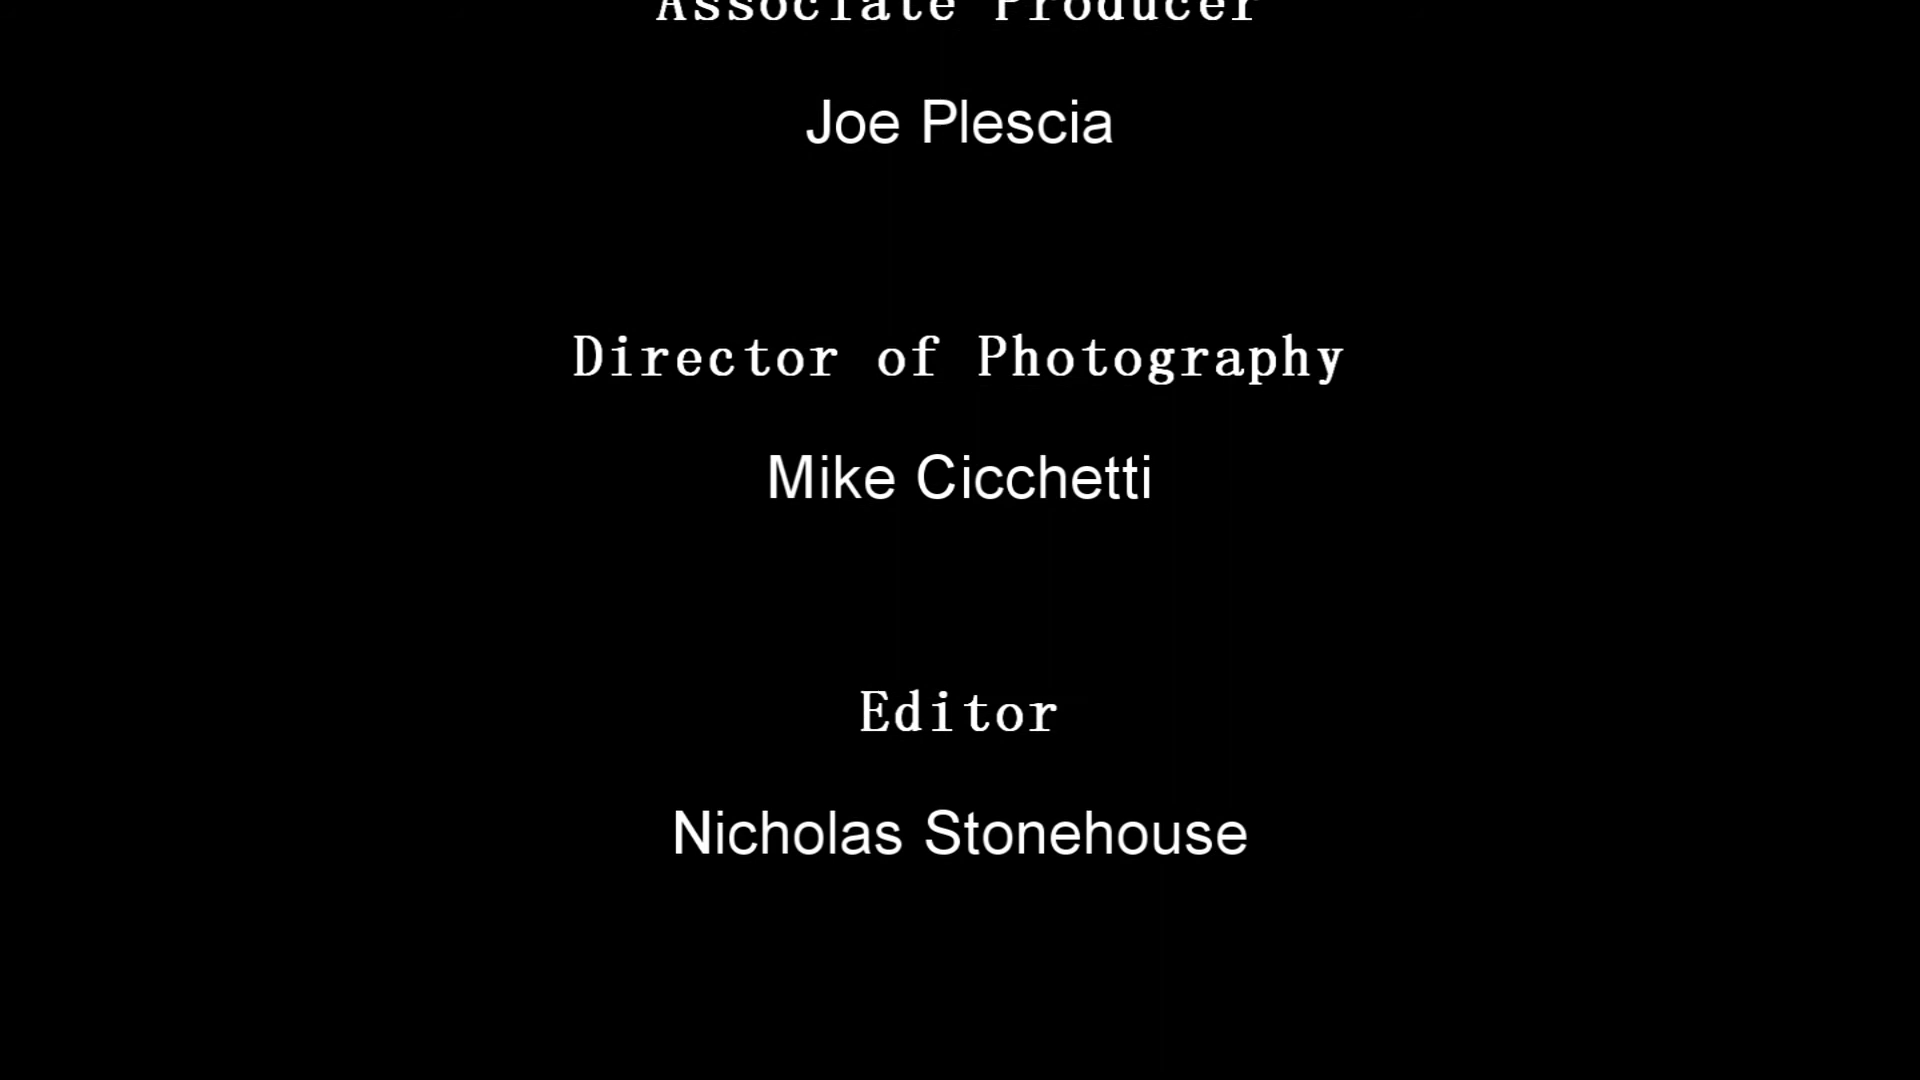 Associate Producer
Joe Plescia
Director of Photography
Mike Cicchetti
Editor
Nicholas Stonehouse